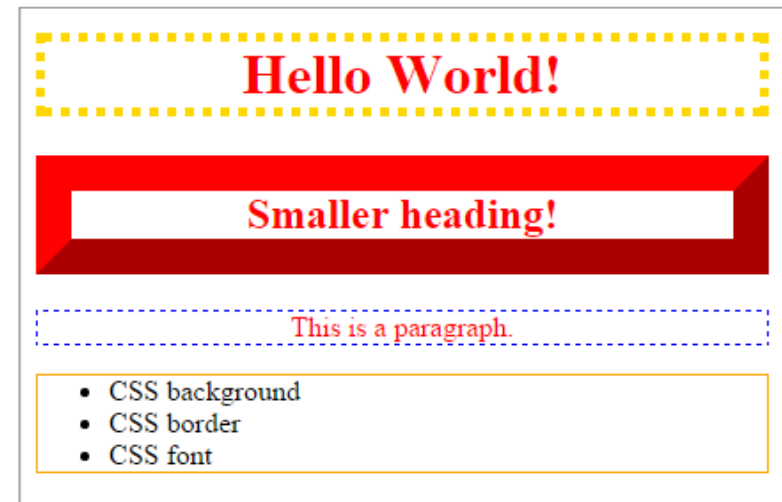 Hello World!
Smaller heading!
This is a paragraph.
• CSS background
• CSS border
• CSS font